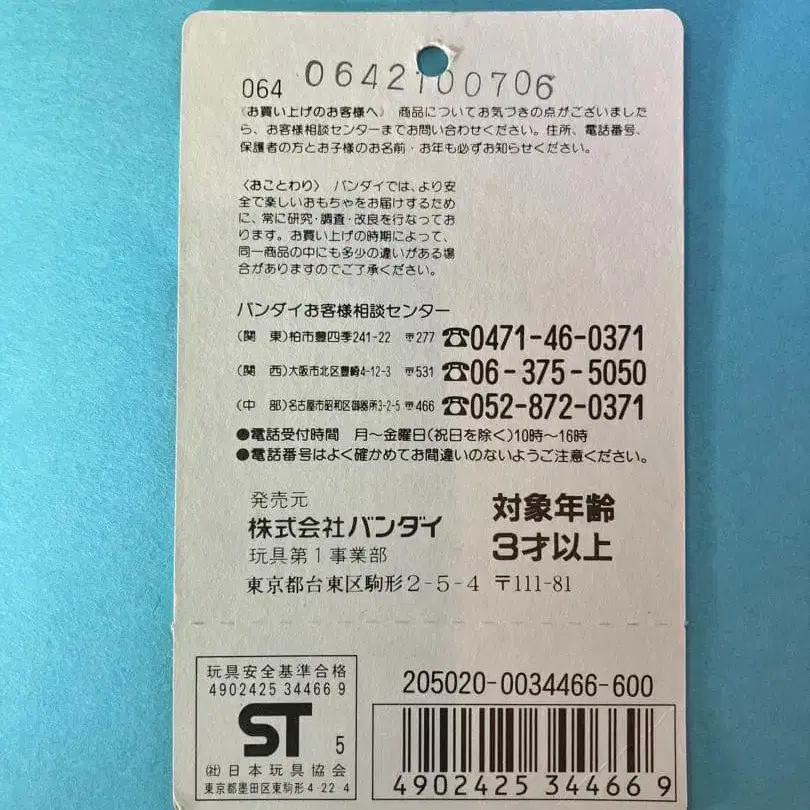 064 0642100706
〈お買い上げのお客様へ〉 商品についてお気づきの点がございました
ら、お客様相談センターまでお問い合わせください。住所、電話番号、
保護者の方とお子様のお名前・お年も必ずお知らせください。
〈おことわり〉 バンダイでは、より安
全で楽しいおもちゃをお届けするため
に、常に研究・調査・改良を行なってお
ります。お買い上げの時期によって、
同一商品の中にも多少の違いがある場
合がありますのでご了承ください。
バンダイお客様相談センター
(関 東)柏市豊四季241-22 〒277 ☎0471-46-0371
(関 西)大阪市北区豊崎4-12-3 〒531 ☎06-375-5050
(中 部)名古屋市昭和区御器所3-2-5 〒466 ☎052-872-0371
●電話受付時間 月〜金曜日(祝日を除く)10時〜16時
●電話番号はよく確かめてお間違いのないようご注意ください。
発売元
株式会社バンダイ
玩具第1事業部
東京都台東区駒形2-5-4 〒111-81
対象年齢
3才以上
玩具安全基準合格
4902425 34466 9
ST 5
(社)日本玩具協会
東京都墨田区東駒形4-22-4
205020-0034466-600
4902425 344669